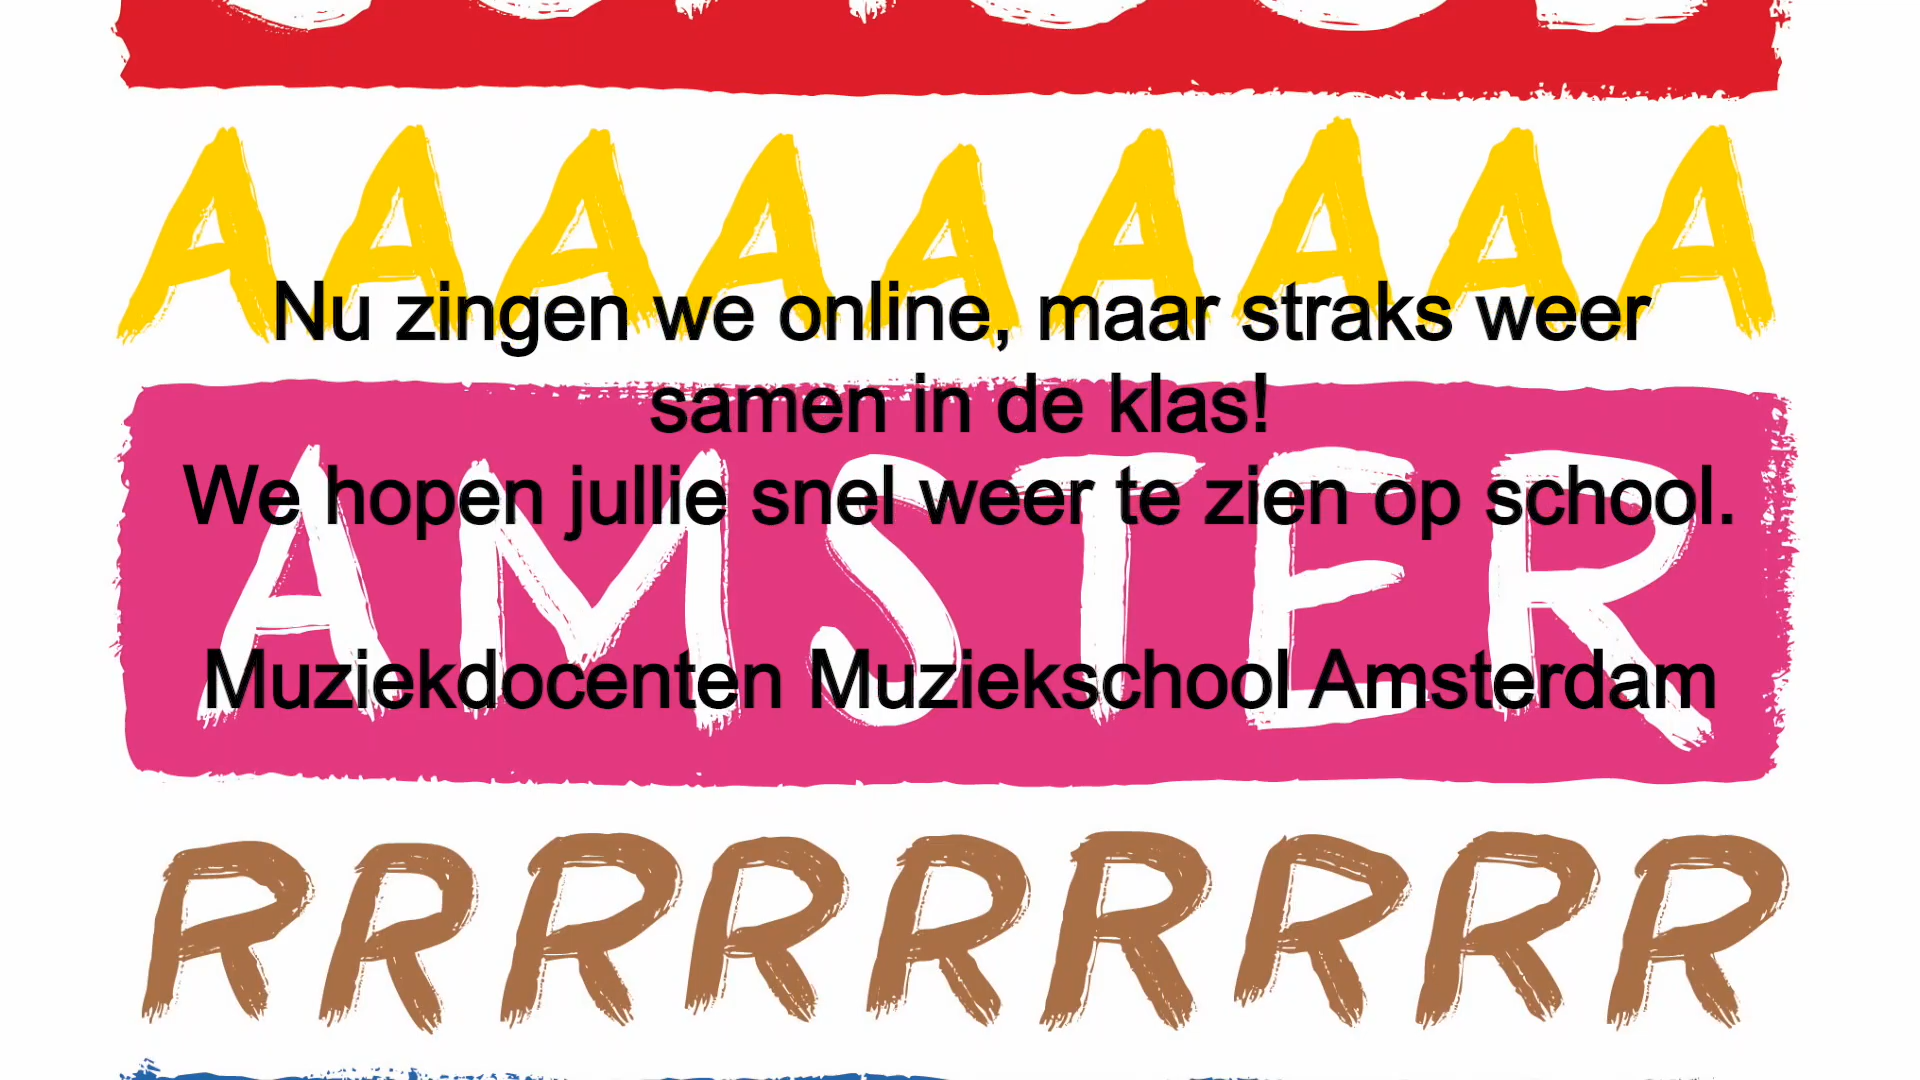 AAAAAAAAA
Nu zingen we online, maar straks weer
samen in de klas!
We hopen jullie snel weer te zien op school.
AMSTER
Muziekdocenten Muziekschool Amsterdam
RRRRRRRRR